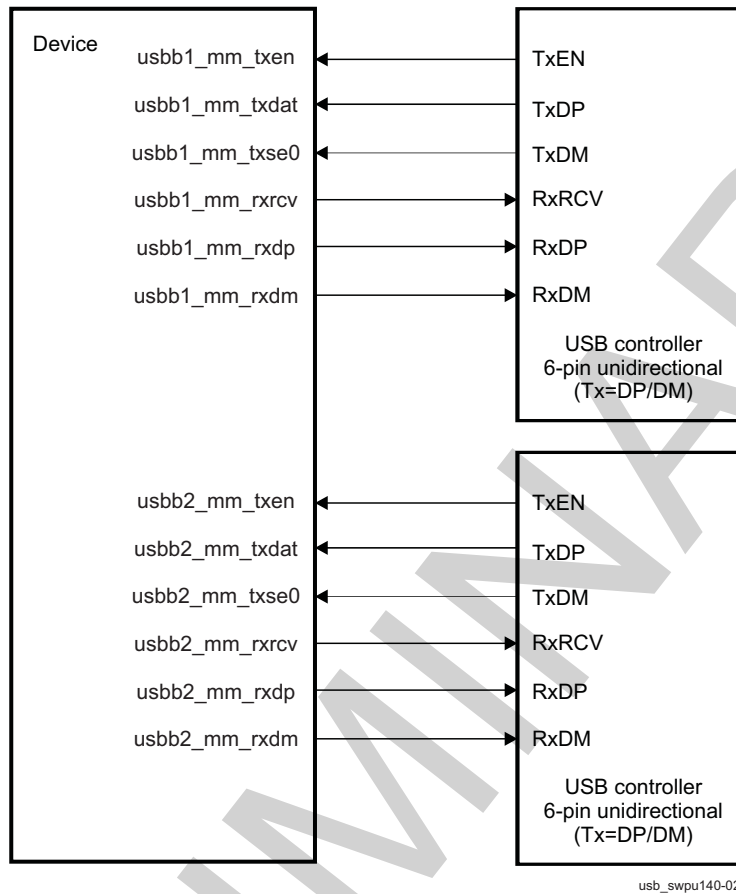 Device
usbb1_mm_txen
TxEN
usbb1_mm_txdat
TxDP
usbb1_mm_txse0
TxDM
usbb1_mm_rxrcv
RxRCV
usbb1_mm_rxdp
RxDP
usbb1_mm_rxdm
RxDM
USB controller
6-pin unidirectional
(Tx=DP/DM)
usbb2_mm_txen
TxEN
usbb2_mm_txdat
TxDP
usbb2_mm_txse0
TxDM
usbb2_mm_rxrcv
RxRCV
usbb2_mm_rxdp
RxDP
usbb2_mm_rxdm
RxDM
USB controller
6-pin unidirectional
(Tx=DP/DM)